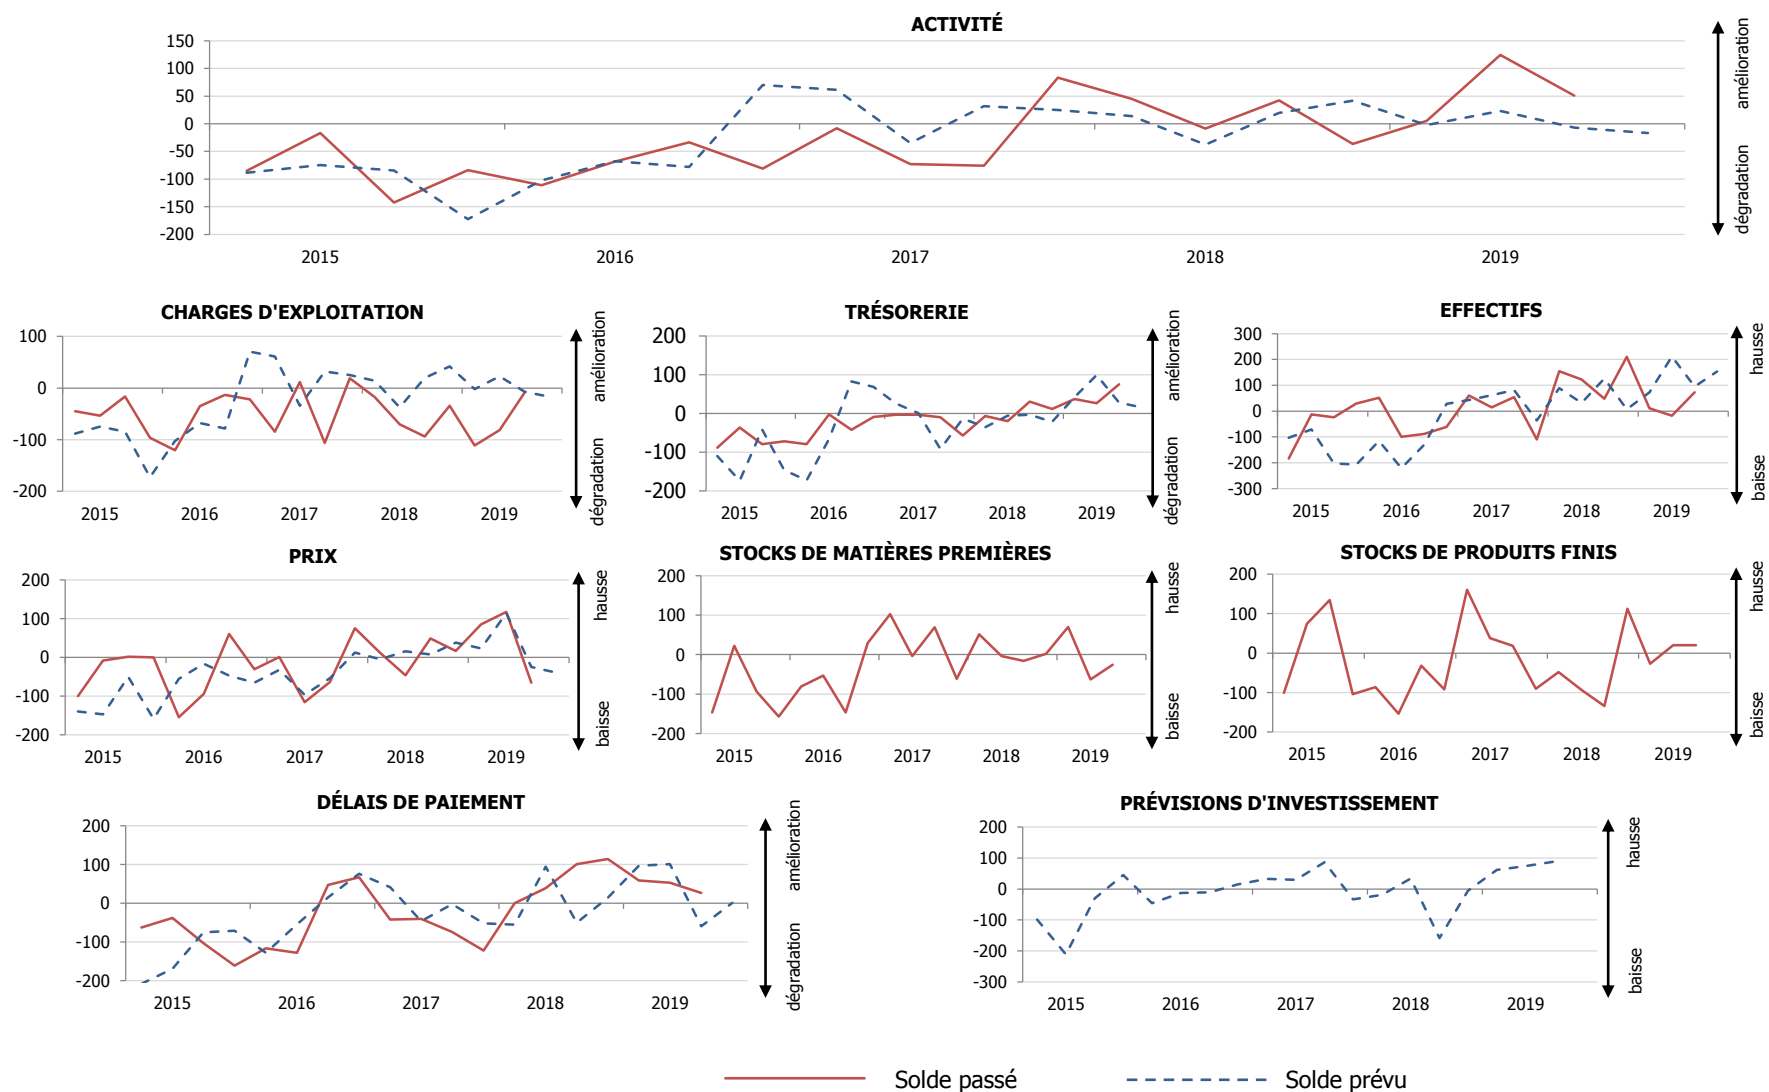 ACTIVITÉ
150
100
50
0
-50
-100
-150
-200
2015 2016 2017 2018 2019
amélioration
dégradation
CHARGES D'EXPLOITATION
100
0
-100
-200
2015 2016 2017 2018 2019
amélioration
dégradation
TRÉSORERIE
200
100
0
-100
-200
2015 2016 2017 2018 2019
amélioration
dégradation
EFFECTIFS
300
200
100
0
-100
-200
-300
2015 2016 2017 2018 2019
hausse
baisse
PRIX
200
100
0
-100
-200
2015 2016 2017 2018 2019
hausse
baisse
STOCKS DE MATIÈRES PREMIÈRES
200
100
0
-100
-200
2015 2016 2017 2018 2019
hausse
baisse
STOCKS DE PRODUITS FINIS
200
100
0
-100
-200
2015 2016 2017 2018 2019
hausse
baisse
DÉLAIS DE PAIEMENT
200
100
0
-100
-200
2015 2016 2017 2018 2019
amélioration
dégradation
PRÉVISIONS D'INVESTISSEMENT
200
100
0
-100
-200
-300
2015 2016 2017 2018 2019
hausse
baisse
Solde passé Solde prévu